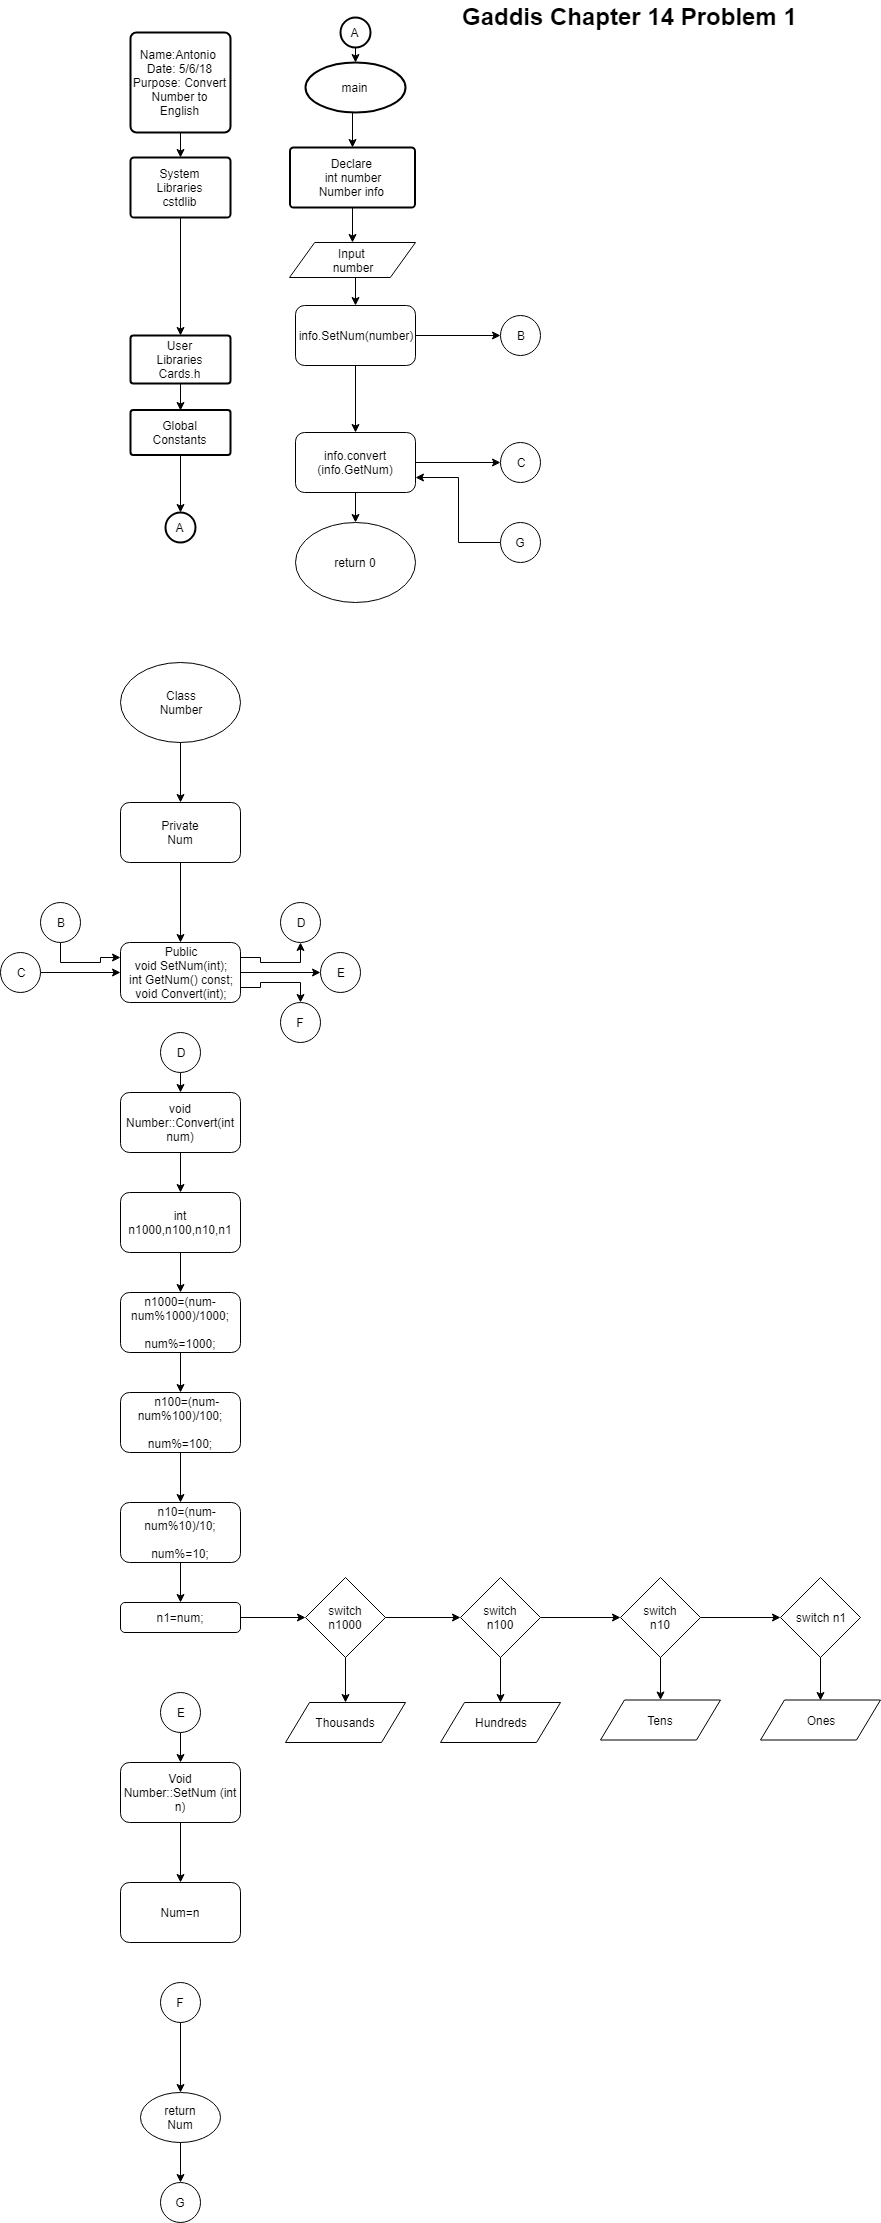 Gaddis Chapter 14 Problem 1
Name:Antonio
Date: 5/6/18
Purpose: Convert
Number to
English
System
Libraries
cstdlib
User
Libraries
Cards.h
Global
Constants
A
A
main
Declare
int number
Number info
Input
number
info.SetNum(number)
B
info.convert
(info.GetNum)
C
G
return 0
Class
Number
Private
Num
B
C
Public
void SetNum(int);
int GetNum() const;
void Convert(int);
D
E
F
D
void
Number::Convert(int
num)
int
n1000,n100,n10,n1
n1000=(num-
num%1000)/1000;
num%=1000;
n100=(num-
num%100)/100;
num%=100;
n10=(num-
num%10)/10;
num%=10;
n1=num;
switch
n1000
switch
n100
switch
n10
switch n1
Thousands
Hundreds
Tens
Ones
E
Void
Number::SetNum (int
n)
Num=n
F
return
Num
G